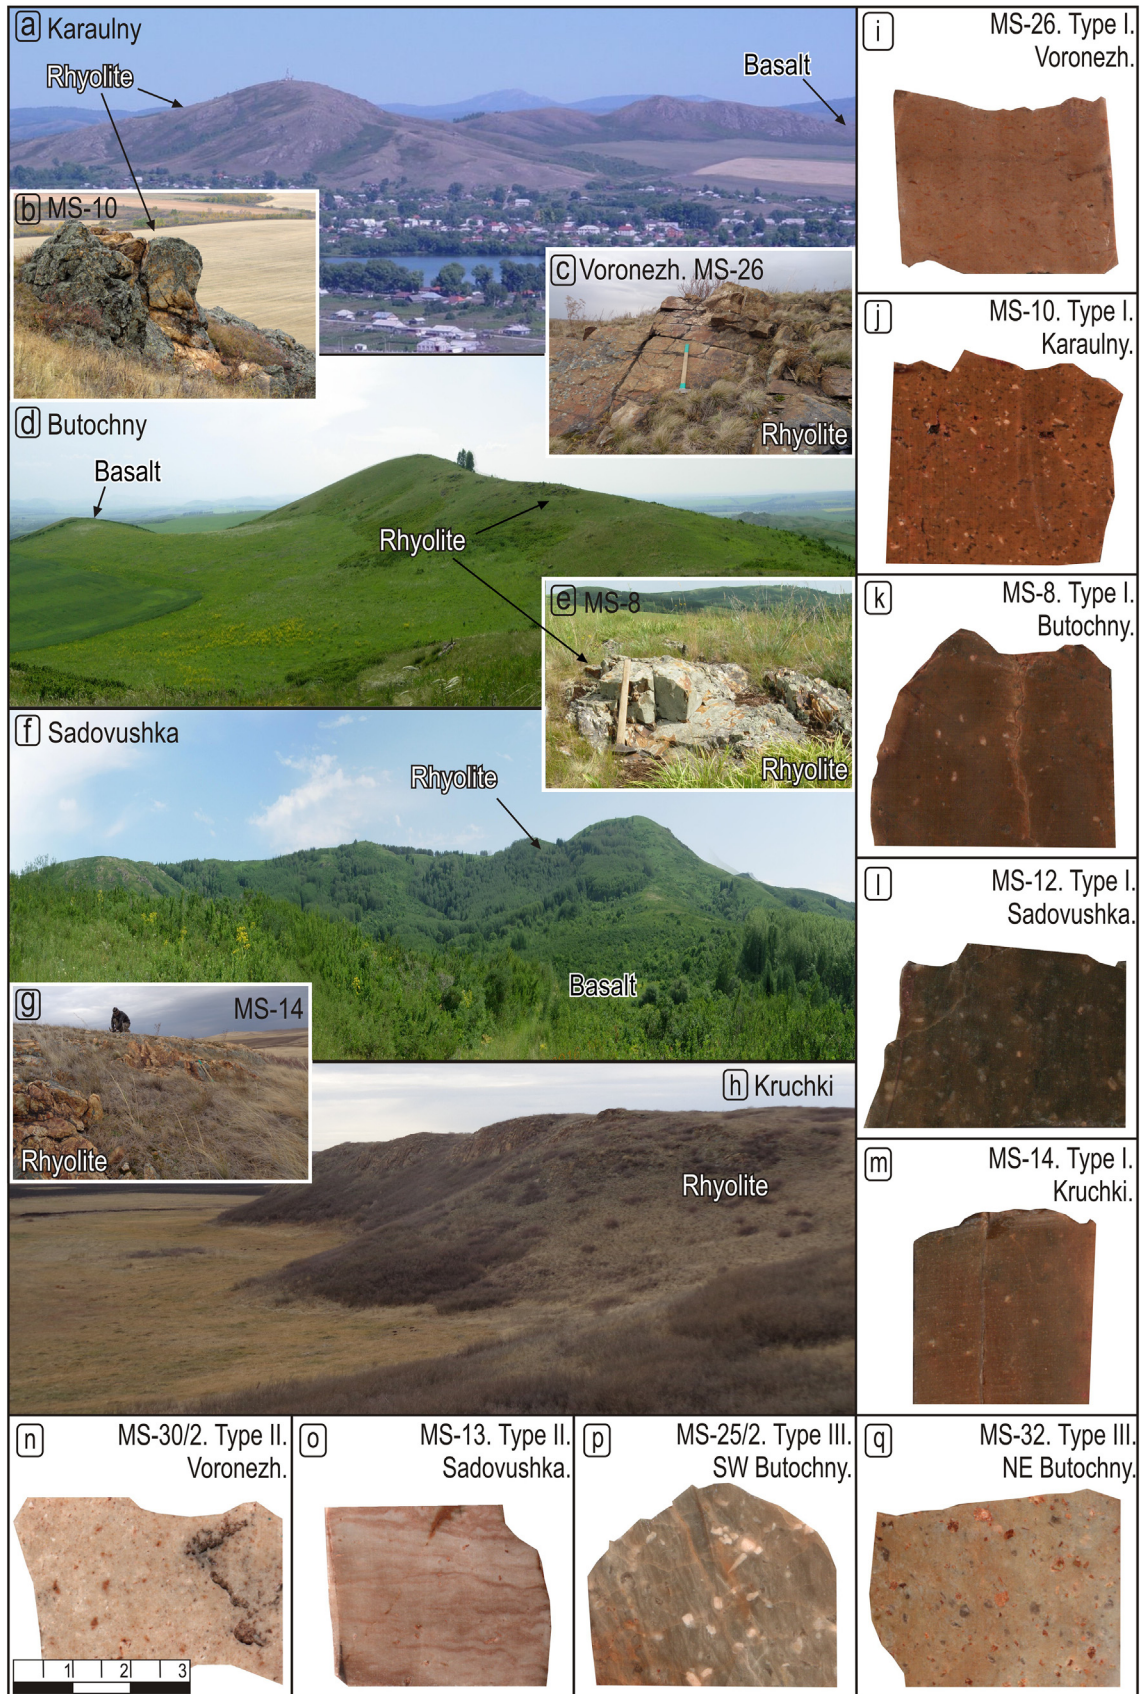 a Karaulny
Rhyolite
Basalt
b MS-10
c Voronezh. MS-26
Rhyolite
d Butochny
Basalt
Rhyolite
e MS-8
Rhyolite
f Sadovushka
Rhyolite
Basalt
g MS-14
Rhyolite
h Kruchki
Rhyolite
i MS-26. Type I.
Voronezh.
j MS-10. Type I.
Karaulny.
k MS-8. Type I.
Butochny.
l MS-12. Type I.
Sadovushka.
m MS-14. Type I.
Kruchki.
n MS-30/2. Type II.
Voronezh.
1 2 3
o MS-13. Type II.
Sadovushka.
p MS-25/2. Type III.
SW Butochny.
q MS-32. Type III.
NE Butochny.